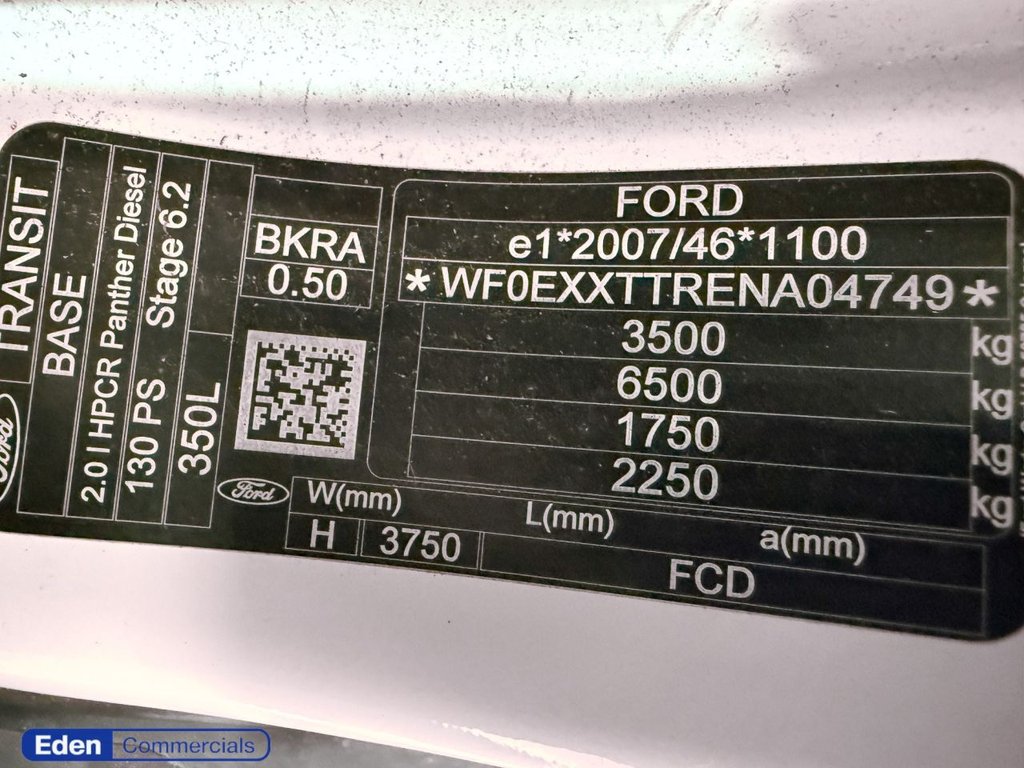 TRANSIT
BASE
2.0 l HPCR Panther Diesel
130 PS Stage 6.2
350L
BKRA
0.50
Ford
Ford
FORD
e1*2007/46*1100
*WF0EXXTTRENA04749*
3500 kg
6500 kg
1750 kg
2250 kg
W(mm) L(mm) a(mm)
H 3750 FCD
Eden Commercials